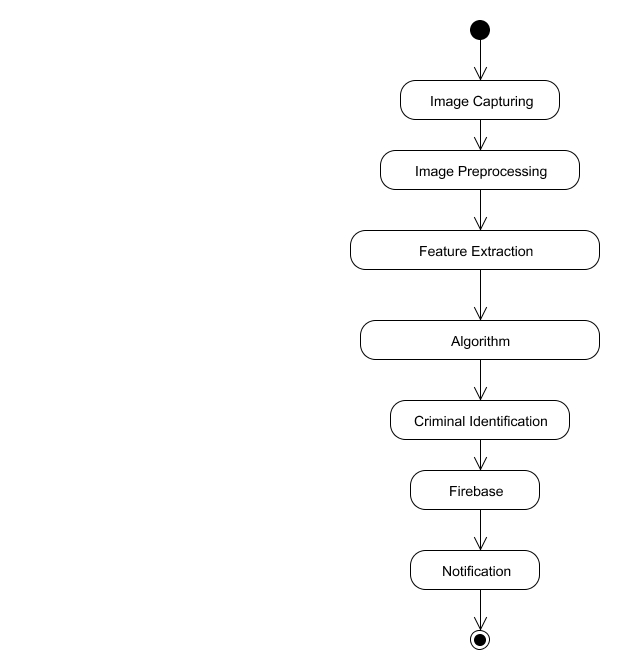 Image Capturing
Image Preprocessing
Feature Extraction
Algorithm
Criminal Identification
Firebase
Notification